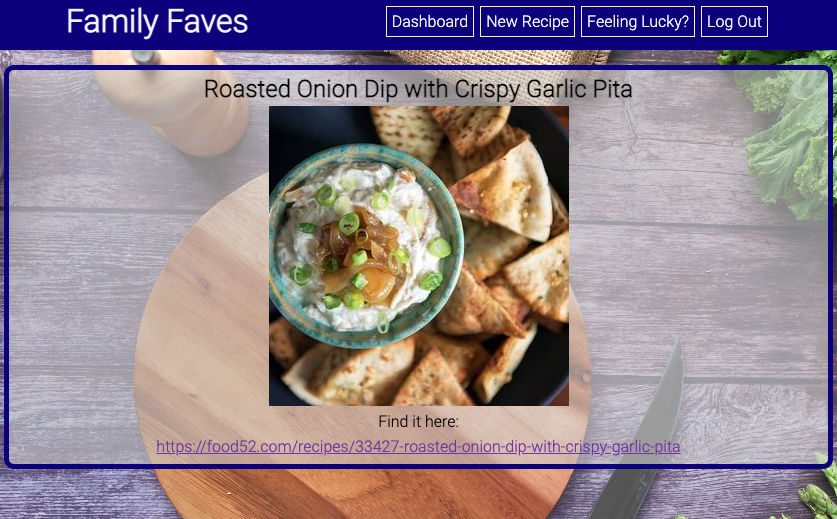 Family Faves
Dashboard New Recipe Feeling Lucky? Log Out
Roasted Onion Dip with Crispy Garlic Pita
Find it here:
https://food52.com/recipes/33427-roasted-onion-dip-with-crispy-garlic-pita